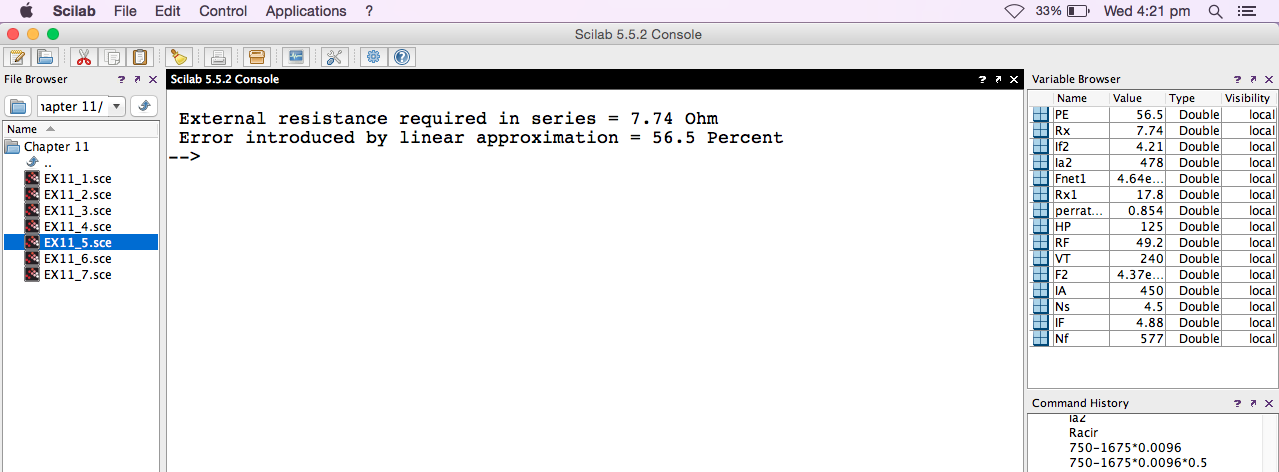 Scilab File Edit Control Applications ? 33% Wed 4:21 pm
Scilab 5.5.2 Console
File Browser ? Scilab 5.5.2 Console ? Variable Browser ?
hapter 11/
Name
Chapter 11
..
EX11_1.sce
EX11_2.sce
EX11_3.sce
EX11_4.sce
EX11_5.sce
EX11_6.sce
EX11_7.sce
External resistance required in series = 7.74 Ohm
Error introduced by linear approximation = 56.5 Percent
-->
Name Value Type Visibility
PE 56.5 Double local
Rx 7.74 Double local
If2 4.21 Double local
Ia2 478 Double local
Fnet1 4.64e... Double local
Rx1 17.8 Double local
perrat... 0.854 Double local
HP 125 Double local
RF 49.2 Double local
VT 240 Double local
F2 4.37e... Double local
IA 450 Double local
Ns 4.5 Double local
IF 4.88 Double local
Nf 577 Double local
Command History ?
Ia2
Racir
750-1675*0.0096
750-1675*0.0096*0.5